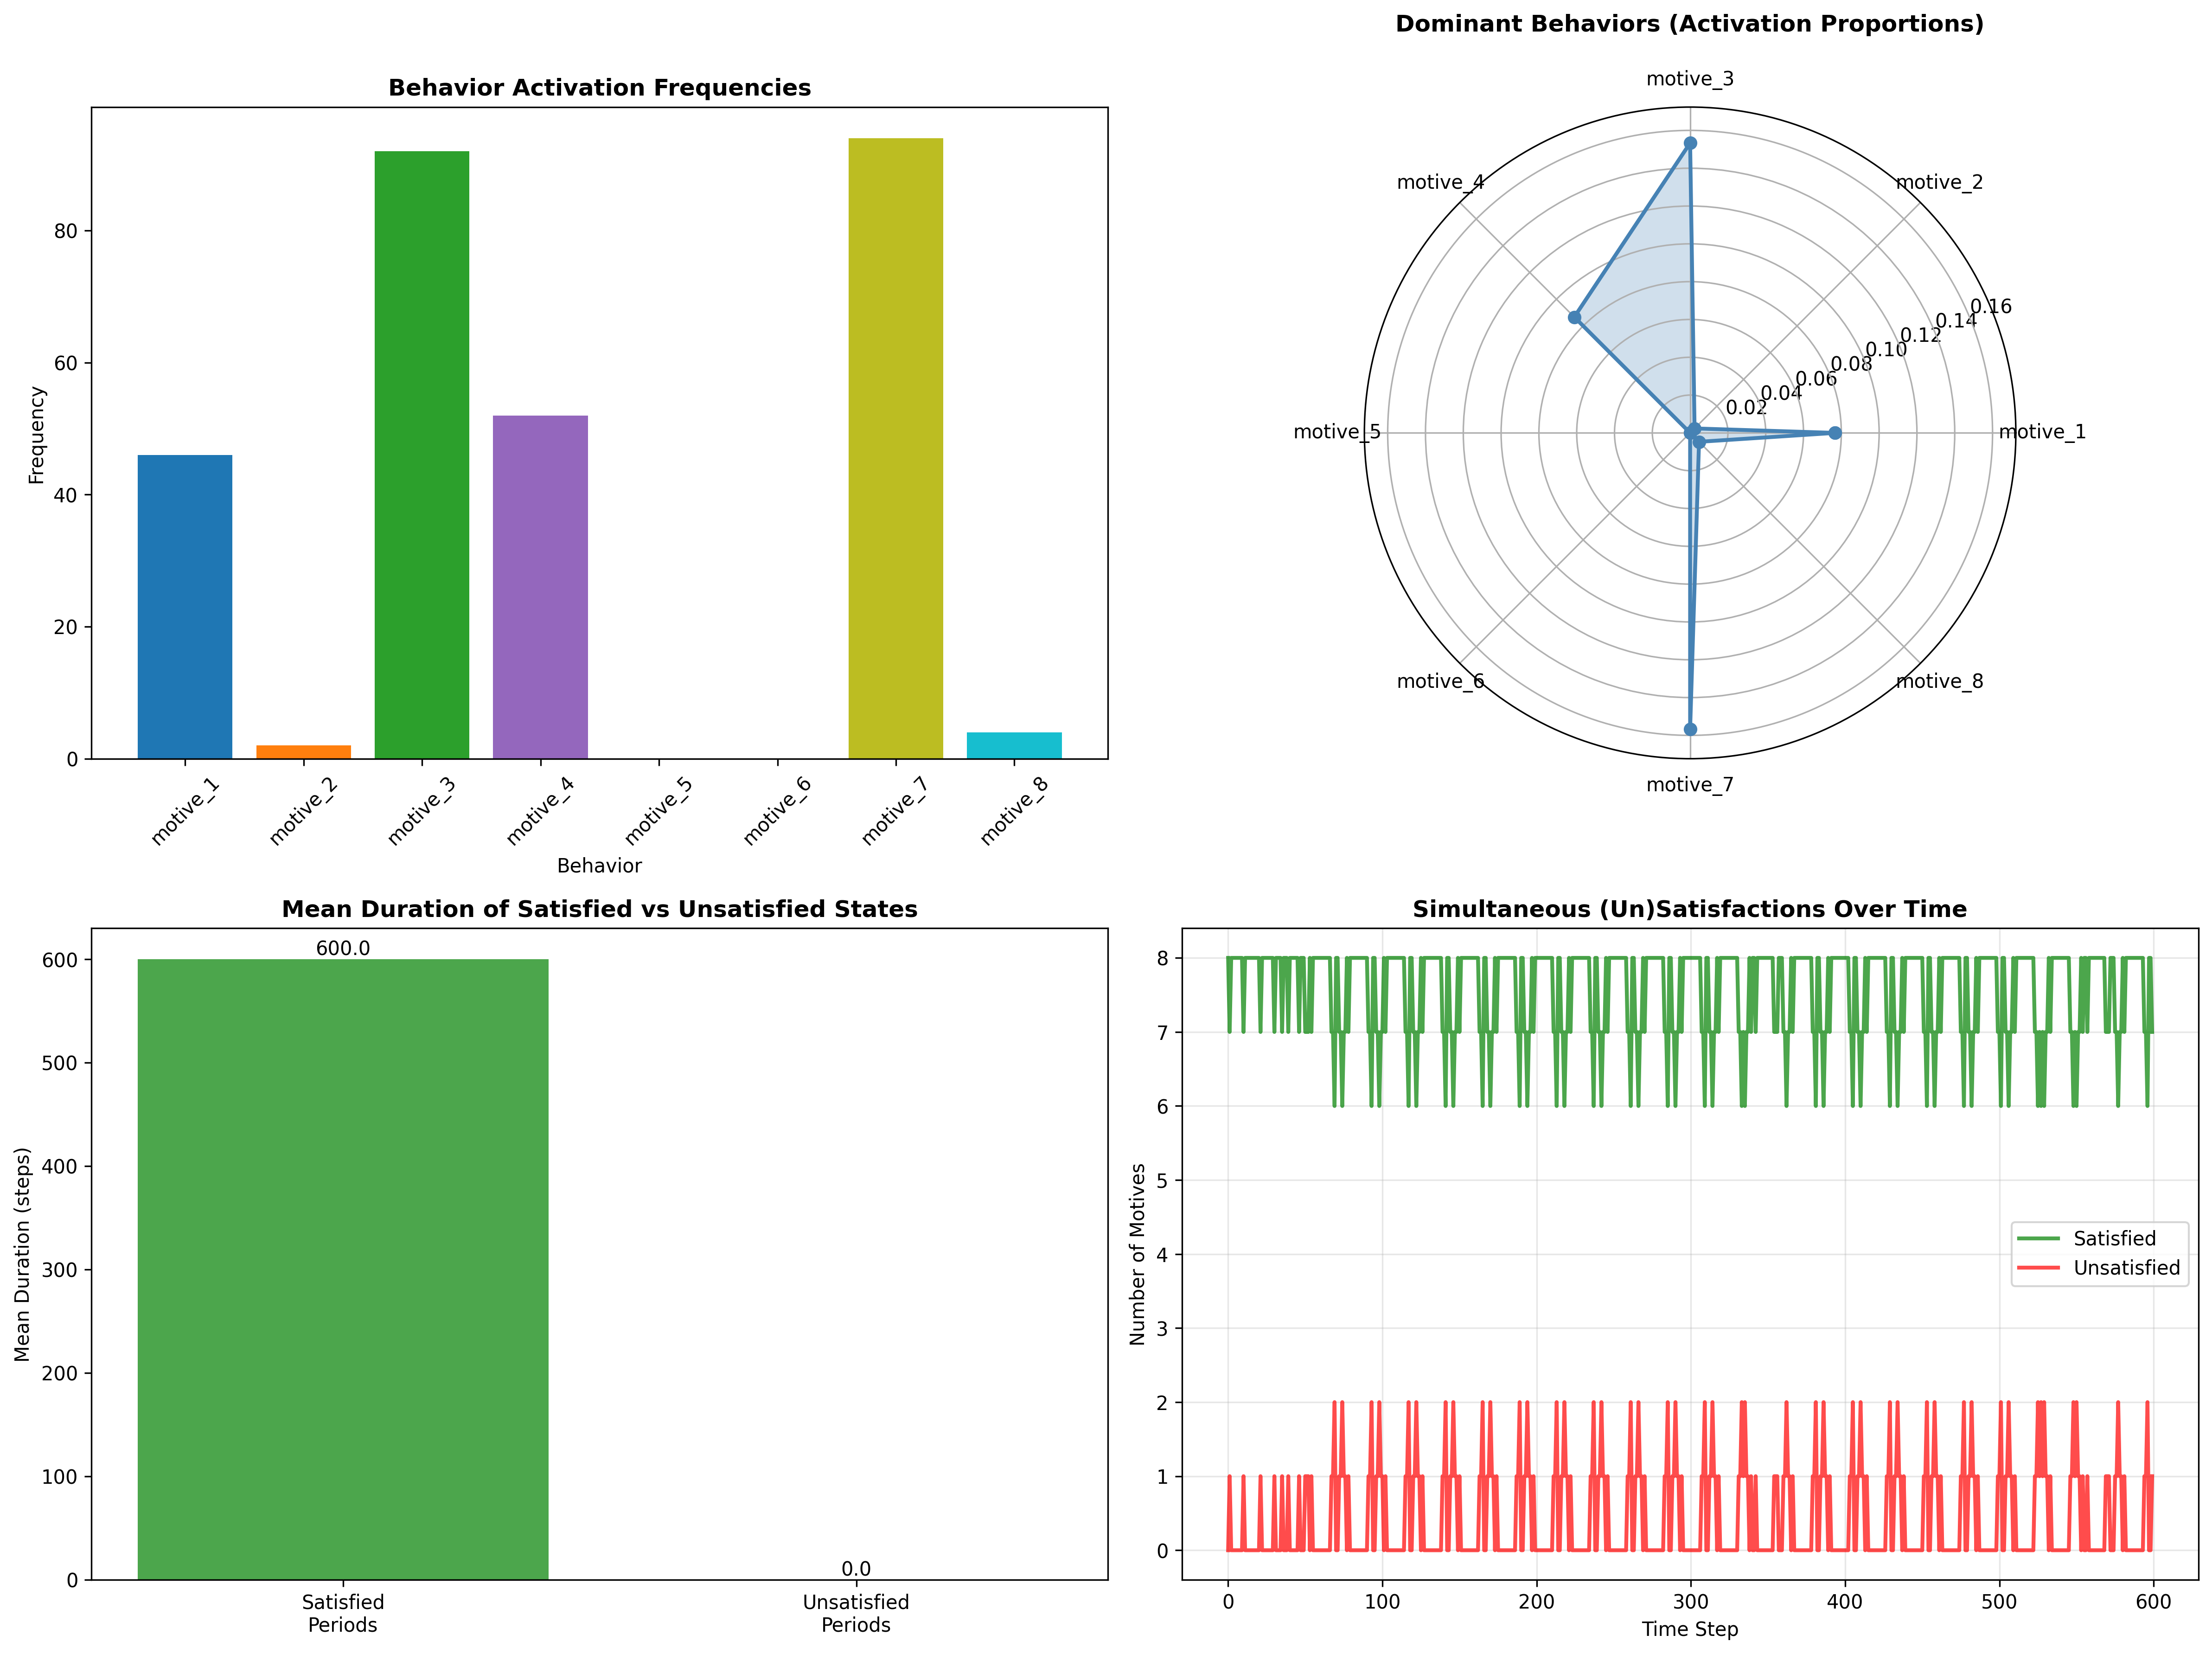 Behavior Activation Frequencies
Frequency
80
60
40
20
0
motive_1
motive_2
motive_3
motive_4
motive_5
motive_6
motive_7
motive_8
Behavior
Dominant Behaviors (Activation Proportions)
motive_3
motive_4
motive_2
0.16
0.14
0.12
0.10
0.08
0.06
0.04
0.02
motive_5
motive_1
motive_6
motive_8
motive_7
Mean Duration of Satisfied vs Unsatisfied States
Mean Duration (steps)
600
500
400
300
200
100
0
600.0
0.0
Satisfied
Periods
Unsatisfied
Periods
Simultaneous (Un)Satisfactions Over Time
Number of Motives
8
7
6
5
4
3
2
1
0
Satisfied
Unsatisfied
0
100
200
300
400
500
600
Time Step